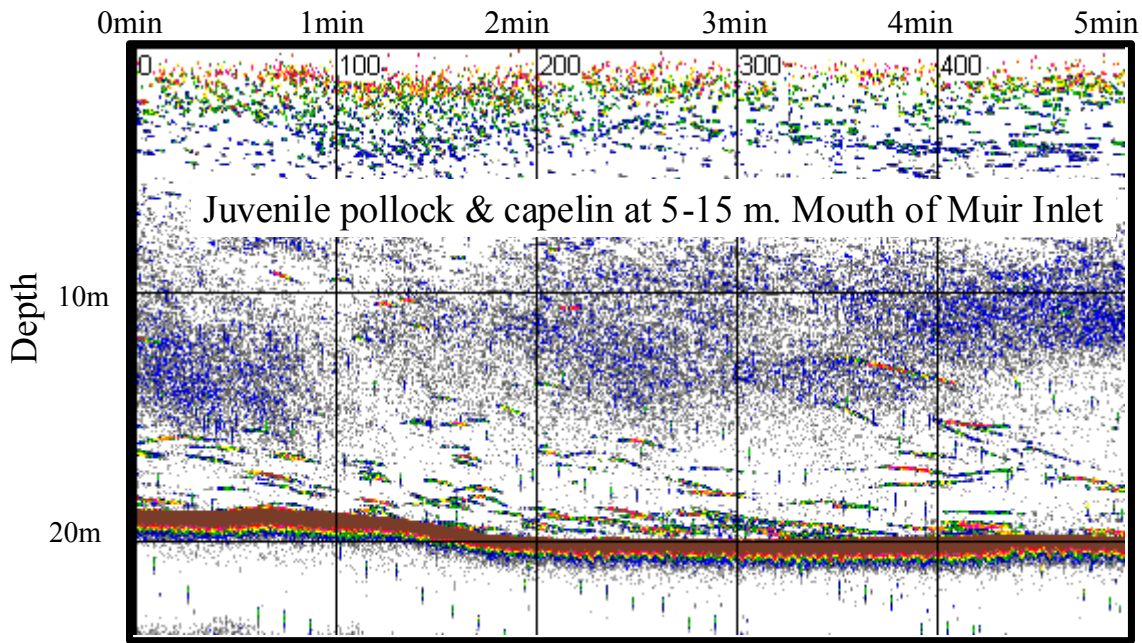 0min 1min 2min 3min 4min 5min
0 100 200 300 400
Juvenile pollock & capelin at 5-15 m. Mouth of Muir Inlet
Depth
10m
20m